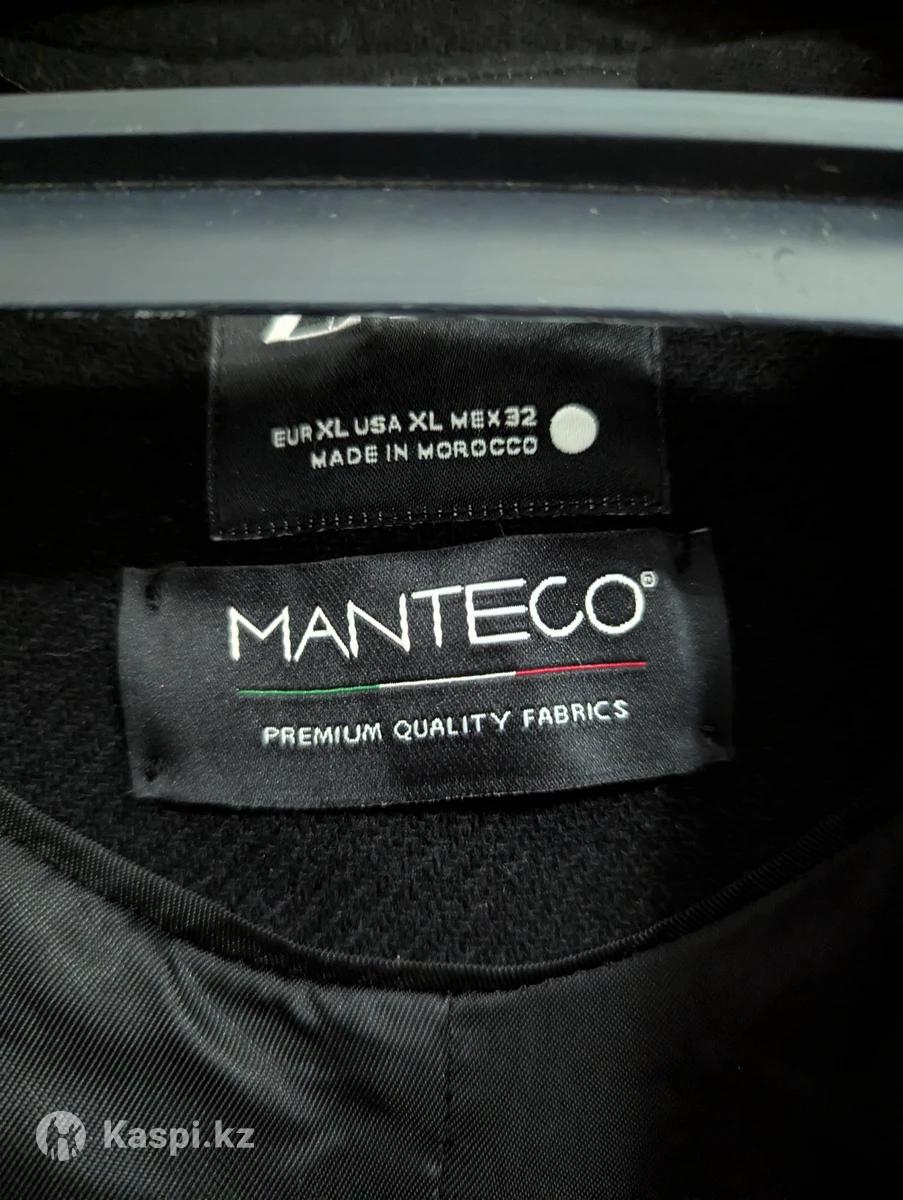 EUR XL USA XL MEX 32
MADE IN MOROCCO
MANTECO®
PREMIUM QUALITY FABRICS
Kaspi.kz